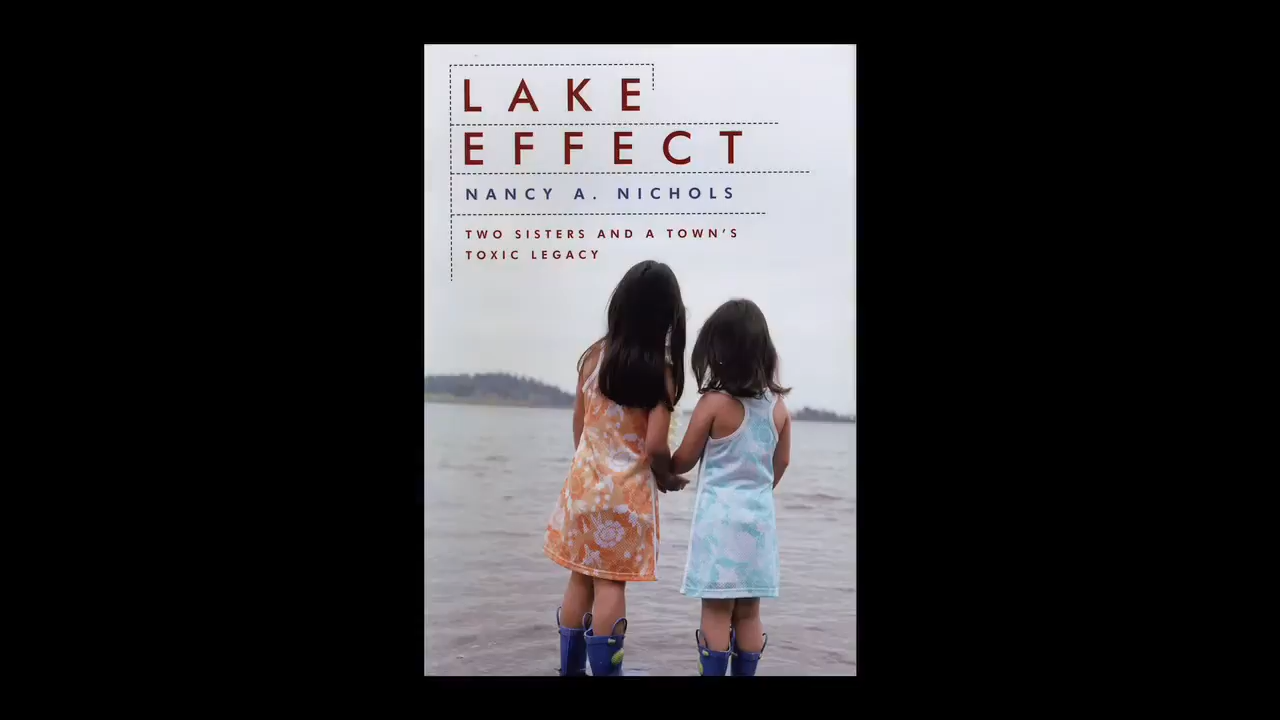 LAKE
EFFECT
NANCY A. NICHOLS
TWO SISTERS AND A TOWN'S
TOXIC LEGACY